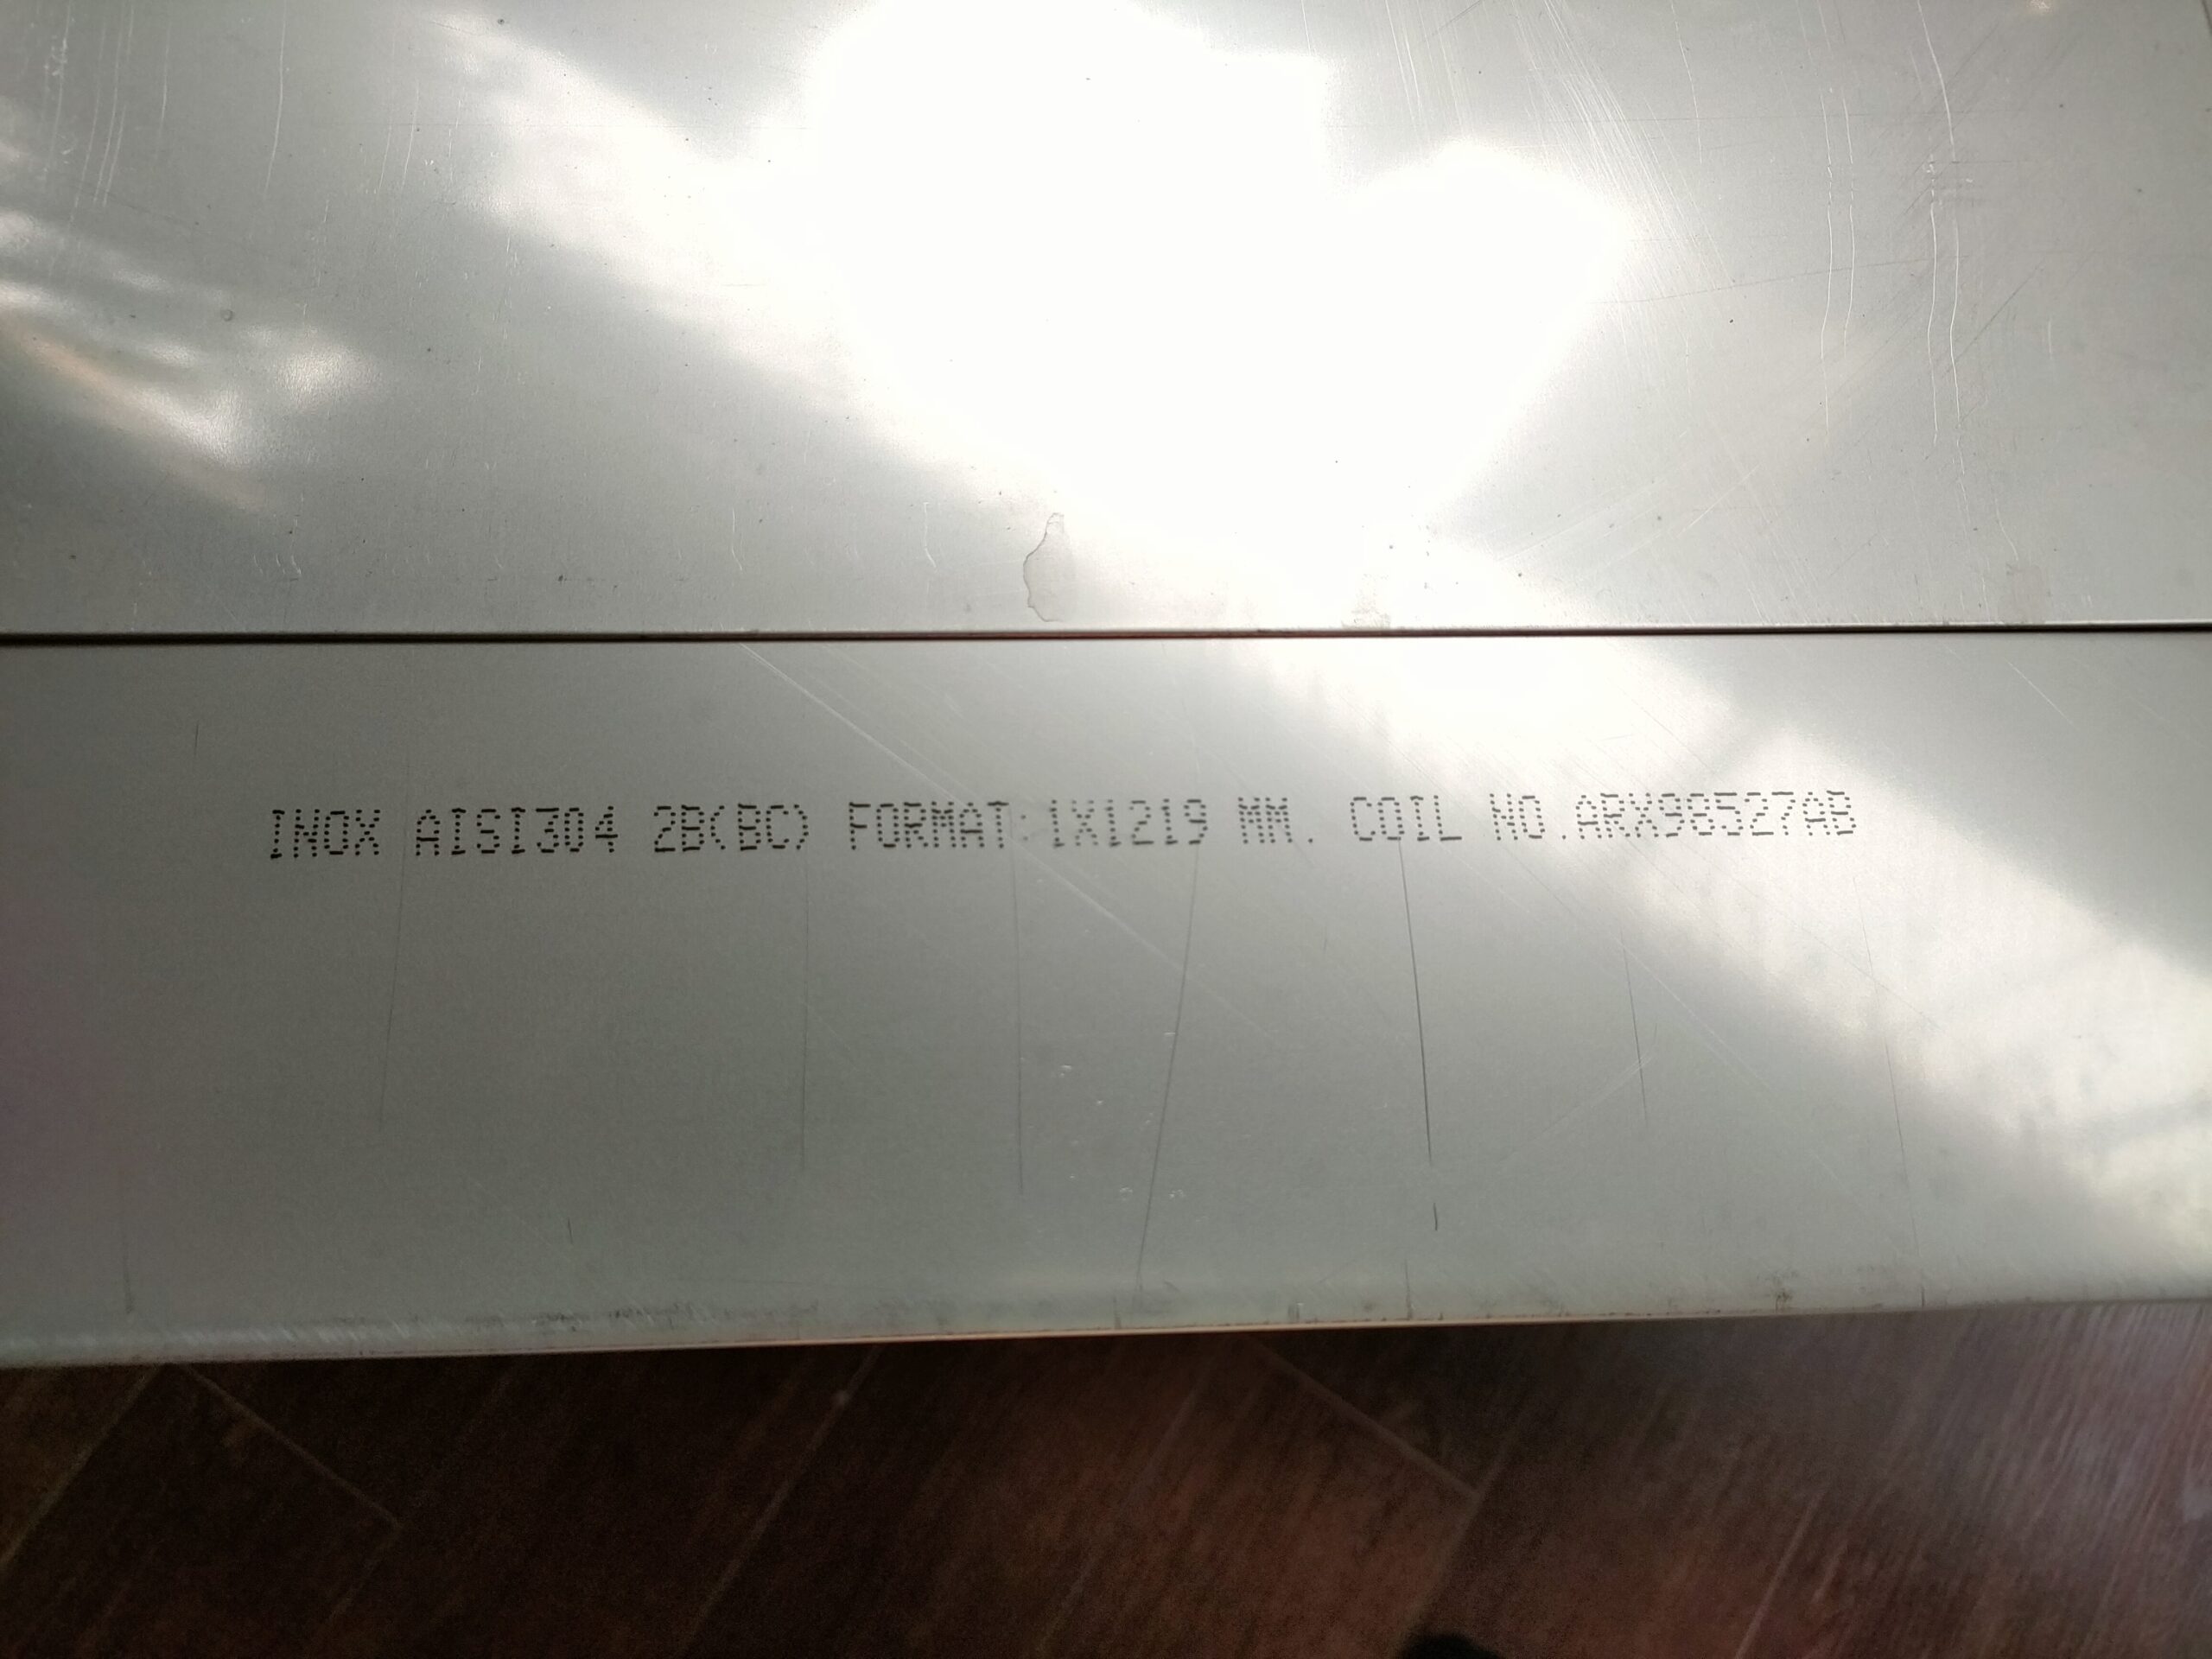 INOX AISI304 2B(BC) FORMAT:1X1219 MM. COIL NO.ARX98527AB